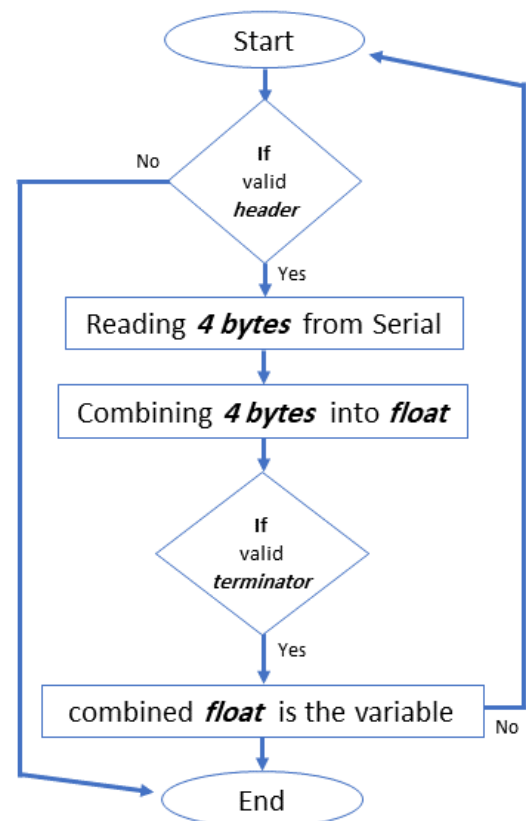 Start
If
valid
header
No
Yes
Reading 4 bytes from Serial
Combining 4 bytes into float
If
valid
terminator
Yes
combined float is the variable
No
End